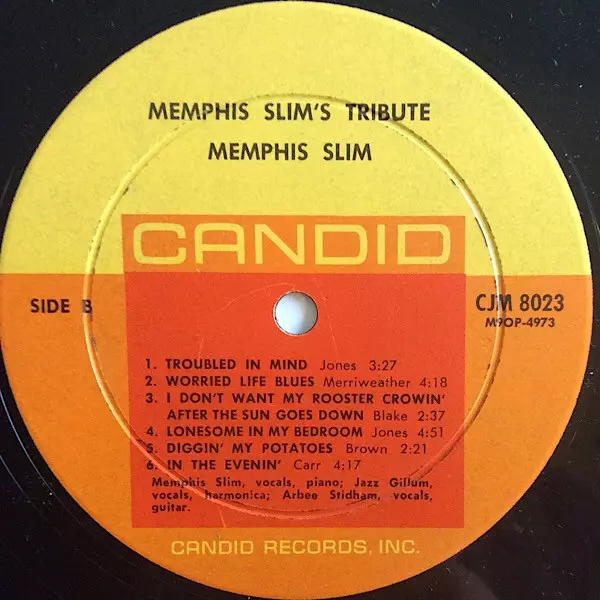 MEMPHIS SLIM'S TRIBUTE
MEMPHIS SLIM
CANDID
SIDE B
CJM 8023
M9OP-4973
1. TROUBLED IN MIND Jones 3:27
2. WORRIED LIFE BLUES Merriweather 4:18
3. I DON'T WANT MY ROOSTER CROWIN'
AFTER THE SUN GOES DOWN Blake 2:37
4. LONESOME IN MY BEDROOM Jones 4:51
5. DIGGIN' MY POTATOES Brown 2:21
6. IN THE EVENIN' Carr 4:17
Memphis Slim, vocals, piano; Jazz Gillum,
vocals, harmonica; Arbee Stidham, vocals,
guitar.
CANDID RECORDS, INC.